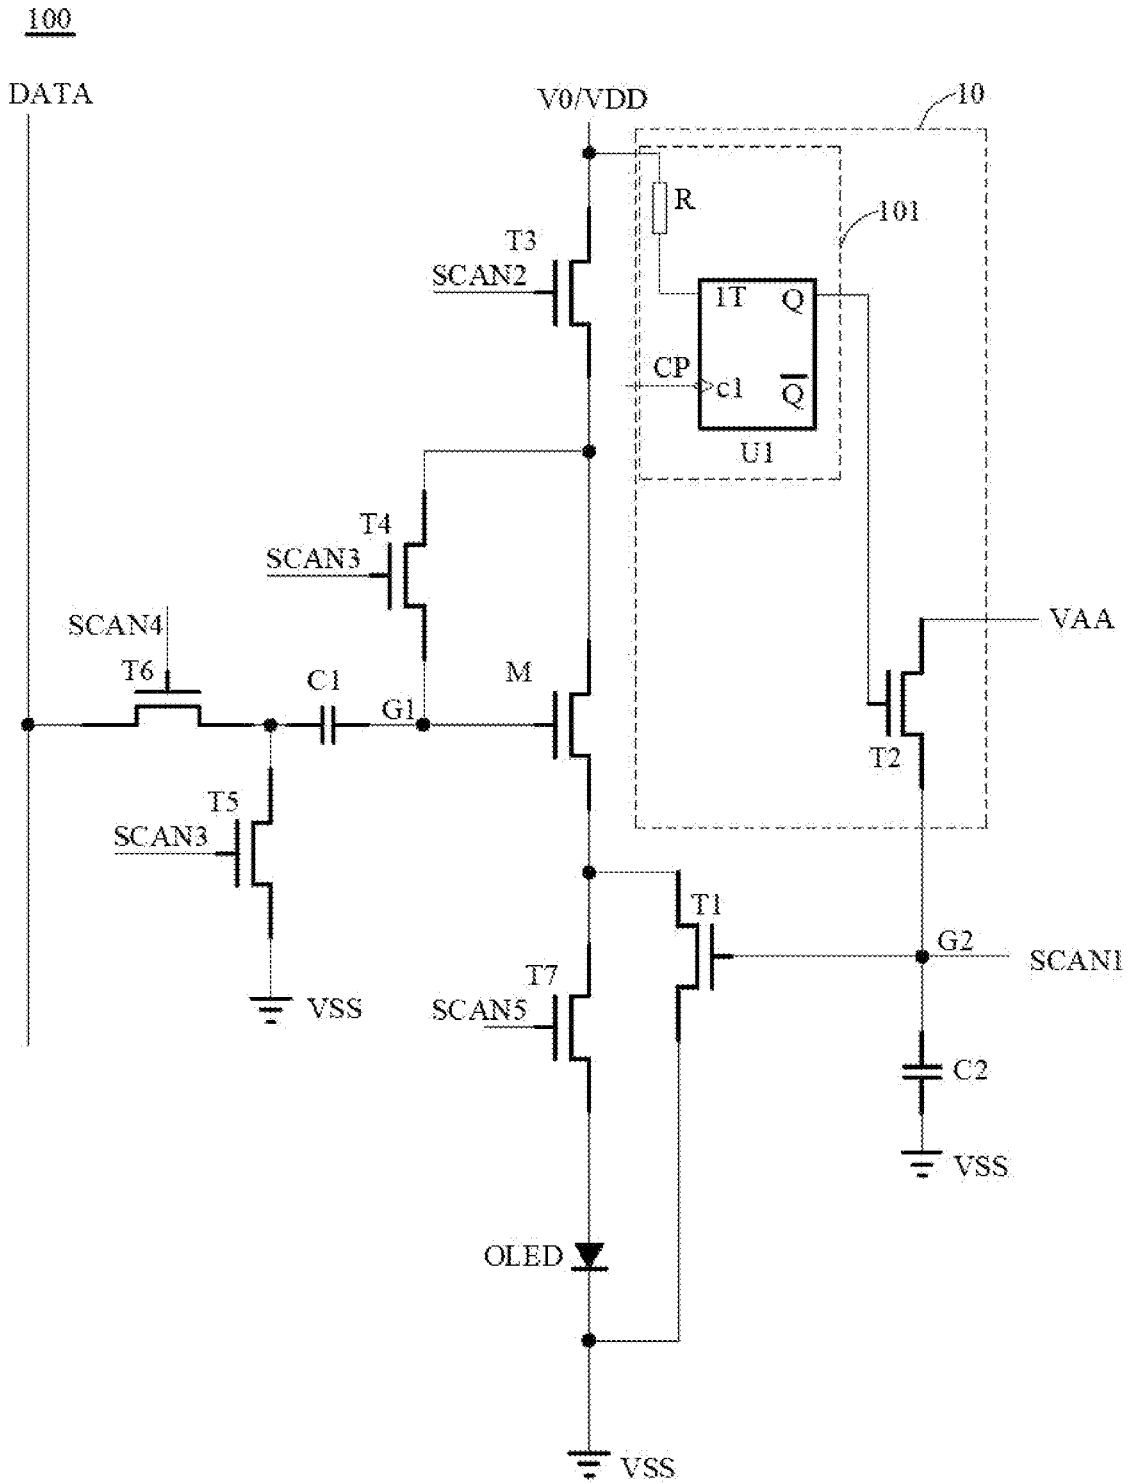 100
DATA
V0/VDD
10
R
101
T3
SCAN2
1T Q
CP
c1 Q̅
U1
T4
SCAN3
SCAN4
VAA
T6
C1
M
G1
T2
T5
SCAN3
T1
G2
SCAN1
T7
VSS
SCAN5
C2
VSS
OLED
VSS